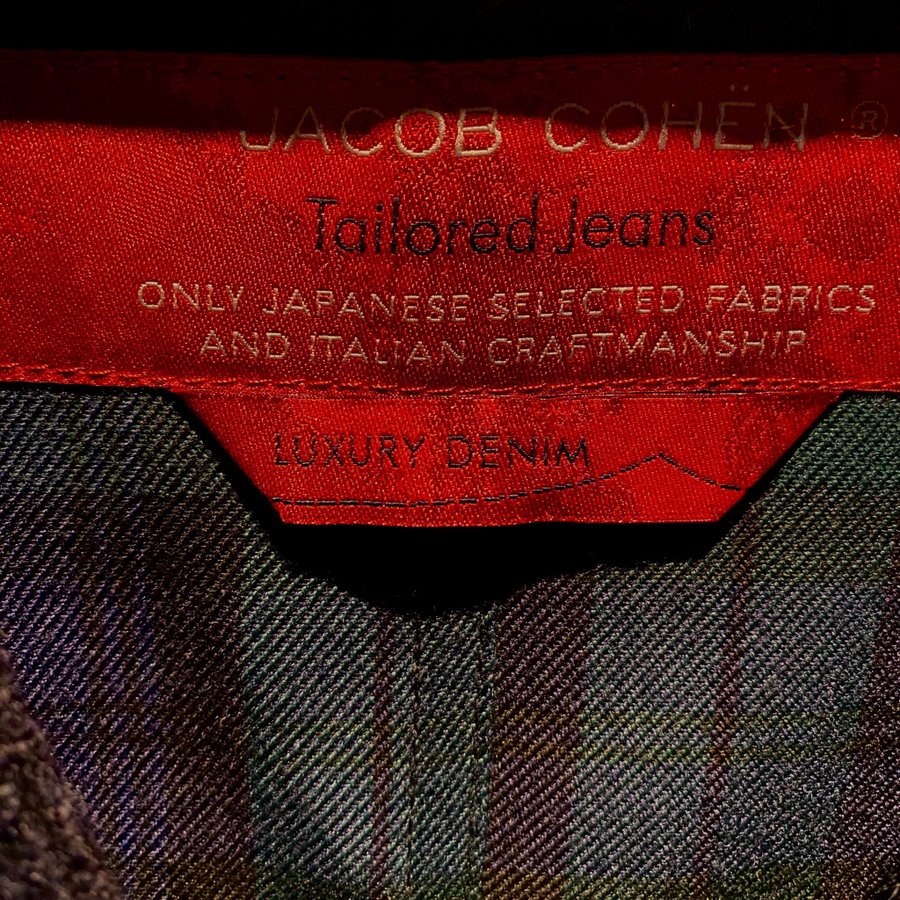 JACOB COHËN ®
Tailored Jeans
ONLY JAPANESE SELECTED FABRICS
AND ITALIAN CRAFTMANSHIP
LUXURY DENIM